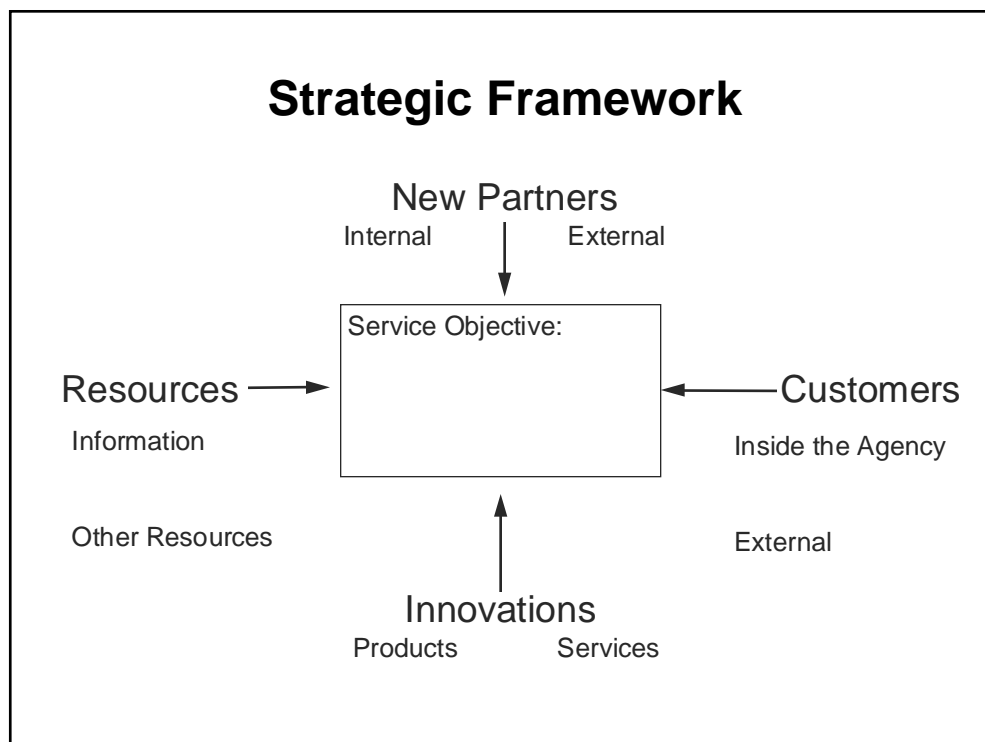 Strategic Framework
New Partners
Internal External
Service Objective:
Resources
Information
Other Resources
Customers
Inside the Agency
External
Innovations
Products Services